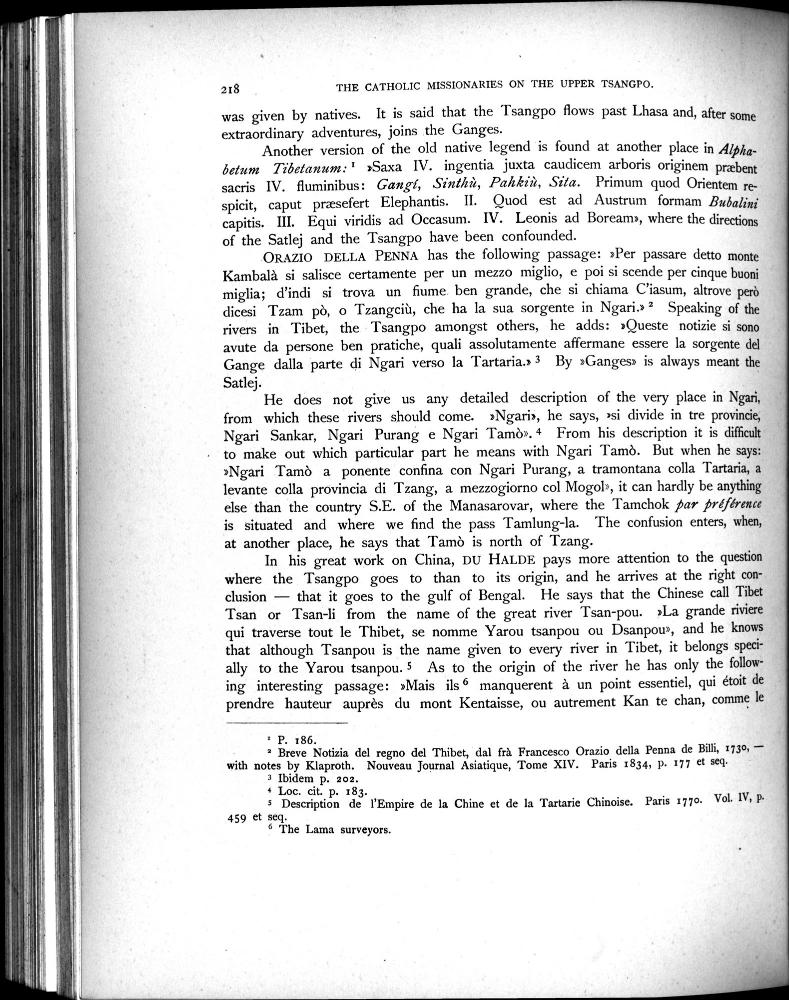 218 THE CATHOLIC MISSIONARIES ON THE UPPER TSANGPO.
was given by natives. It is said that the Tsangpo flows past Lhasa and, after some
extraordinary adventures, joins the Ganges.
Another version of the old native legend is found at another place in Alpha-
betum Tibetanum: ¹ »Saxa IV. ingentia juxta caudicem arboris originem præbent
sacris IV. fluminibus: Gangí, Sinthù, Pahkiù, Sita. Primum quod Orientem re-
spicit, caput præsefert Elephantis. II. Quod est ad Austrum formam Bubalini
capitis. III. Equi viridis ad Occasum. IV. Leonis ad Boream», where the directions
of the Satlej and the Tsangpo have been confounded.
ORAZIO DELLA PENNA has the following passage: »Per passare detto monte
Kambalà si salisce certamente per un mezzo miglio, e poi si scende per cinque buoni
miglia; d'indi si trova un fiume ben grande, che si chiama C'iasum, altrove però
dicesi Tzam pò, o Tzangciù, che ha la sua sorgente in Ngari.» ² Speaking of the
rivers in Tibet, the Tsangpo amongst others, he adds: »Queste notizie si sono
avute da persone ben pratiche, quali assolutamente affermane essere la sorgente del
Gange dalla parte di Ngari verso la Tartaria.» ³ By »Ganges» is always meant the
Satlej.
He does not give us any detailed description of the very place in Ngari,
from which these rivers should come. »Ngari», he says, »si divide in tre provincie,
Ngari Sankar, Ngari Purang e Ngari Tamò». ⁴ From his description it is difficult
to make out which particular part he means with Ngari Tamò. But when he says:
»Ngari Tamò a ponente confina con Ngari Purang, a tramontana colla Tartaria, a
levante colla provincia di Tzang, a mezzogiorno col Mogol», it can hardly be anything
else than the country S.E. of the Manasarovar, where the Tamchok par préférence
is situated and where we find the pass Tamlung-la. The confusion enters, when,
at another place, he says that Tamò is north of Tzang.
In his great work on China, DU HALDE pays more attention to the question
where the Tsangpo goes to than to its origin, and he arrives at the right con-
clusion — that it goes to the gulf of Bengal. He says that the Chinese call Tibet
Tsan or Tsan-li from the name of the great river Tsan-pou. »La grande riviere
qui traverse tout le Thibet, se nomme Yarou tsanpou ou Dsanpou», and he knows
that although Tsanpou is the name given to every river in Tibet, it belongs speci-
ally to the Yarou tsanpou. ⁵ As to the origin of the river he has only the follow-
ing interesting passage: »Mais ils ⁶ manquerent à un point essentiel, qui étoit de
prendre hauteur auprès du mont Kentaisse, ou autrement Kan te chan, comme le
¹ P. 186.
² Breve Notizia del regno del Thibet, dal frà Francesco Orazio della Penna de Billi, 1730, —
with notes by Klaproth. Nouveau Journal Asiatique, Tome XIV. Paris 1834, p. 177 et seq.
³ Ibidem p. 202.
⁴ Loc. cit. p. 183.
⁵ Description de l'Empire de la Chine et de la Tartarie Chinoise. Paris 1770. Vol. IV, p.
459 et seq.
⁶ The Lama surveyors.